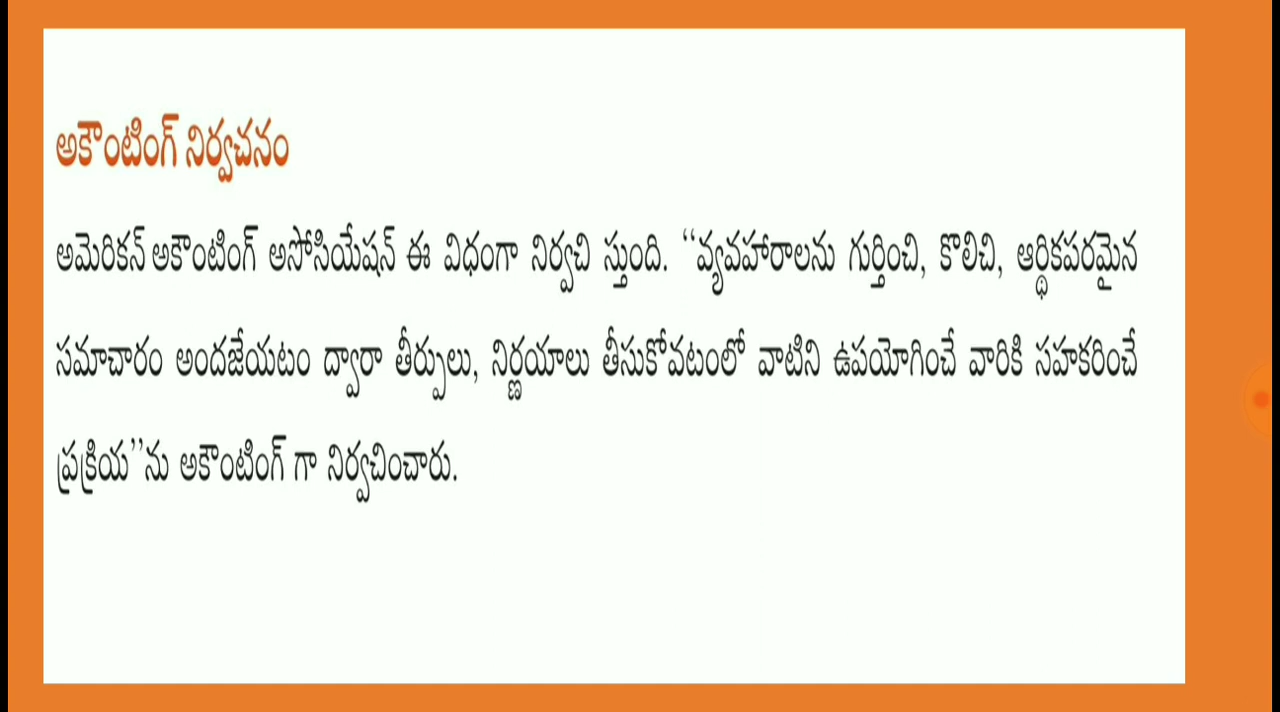 అకౌంటింగ్ నిర్వచనం
అమెరికన్ అకౌంటింగ్ అసోసియేషన్ ఈ విధంగా నిర్వచి స్తుంది. “వ్యవహారాలను గుర్తించి, కొలిచి, ఆర్థికపరమైన
సమాచారం అందజేయటం ద్వారా తీర్పులు, నిర్ణయాలు తీసుకోవటంలో వాటిని ఉపయోగించే వారికి సహకరించే
ప్రక్రియ”ను అకౌంటింగ్ గా నిర్వచించారు.